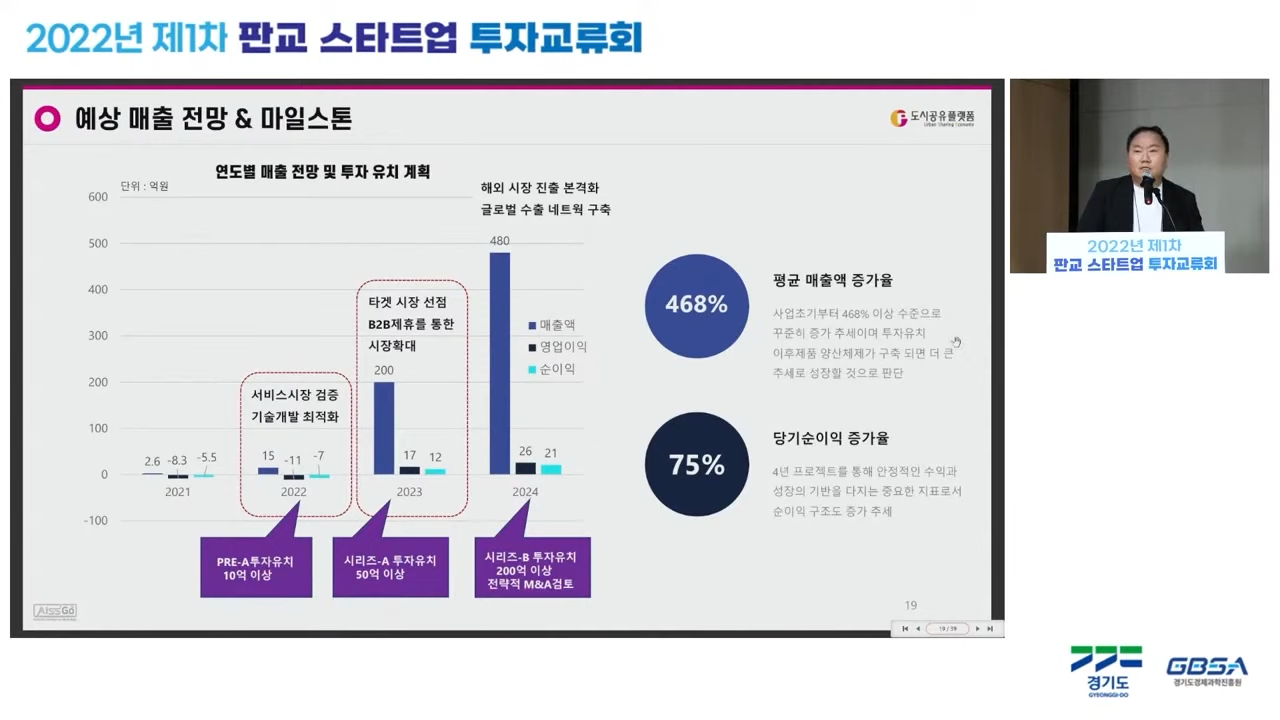 2022년 제1차 판교 스타트업 투자교류회
예상 매출 전망 & 마일스톤
도시공유플랫폼
Urban Sharing Economy
연도별 매출 전망 및 투자 유치 계획
단위 : 억원
600
500
400
300
200
100
0
-100
해외 시장 진출 본격화
글로벌 수출 네트웍 구축
480
타겟 시장 선점
B2B제휴를 통한
시장확대
200
매출액
영업이익
순이익
서비스시장 검증
기술개발 최적화
2.6 -8.3 -5.5
15 -11 -7
17 12
26 21
2021 2022 2023 2024
PRE-A투자유치
10억 이상
시리즈-A 투자유치
50억 이상
시리즈-B 투자유치
200억 이상
전략적 M&A검토
468%
평균 매출액 증가율
사업초기부터 468% 이상 수준으로
꾸준히 증가 추세이며 투자유치
이후제품 양산체제가 구축 되면 더 큰
추세로 성장할 것으로 판단
75%
당기순이익 증가율
4년 프로젝트를 통해 안정적인 수익과
성장의 기반을 다지는 중요한 지표로서
순이익 구조도 증가 추세
AISS Go
19
19 / 39
2022년 제1차
판교 스타트업 투자교류회
경기도
GYEONGGI-DO
GBSA
경기도경제과학진흥원